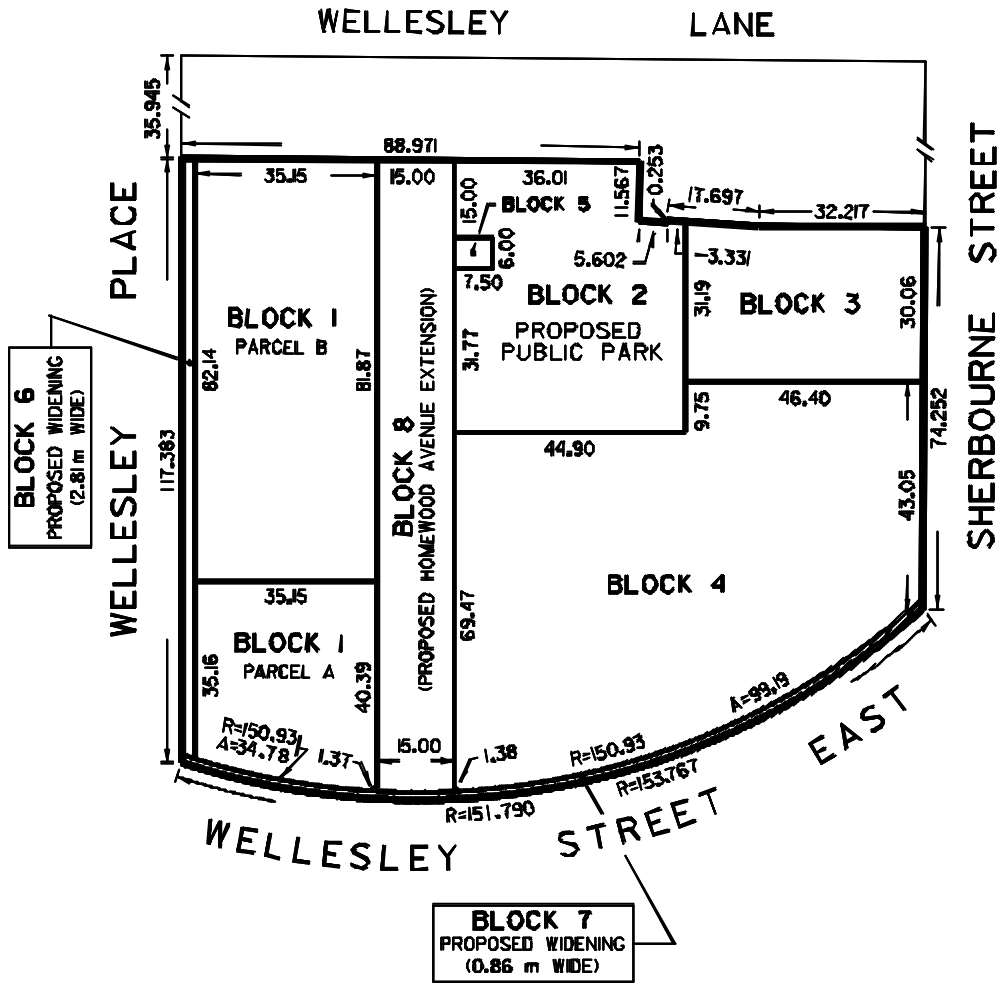 WELLESLEY LANE
35.945
88.971
35.15
15.00
36.01
11.567
0.253
17.697
32.217
SHERBOURNE STREET
WELLESLEY PLACE
15.00
BLOCK 5
6.00
7.50
5.602
3.331
BLOCK 1
PARCEL B
82.14
81.87
31.77
BLOCK 2
PROPOSED
PUBLIC PARK
31.19
BLOCK 3
30.06
BLOCK 6
PROPOSED WIDENING
(2.81 m WIDE)
117.383
BLOCK 8
(PROPOSED HOMEWOOD AVENUE EXTENSION)
44.90
9.75
46.40
74.252
43.05
BLOCK 4
35.15
BLOCK 1
PARCEL A
35.16
40.39
69.47
R=150.93
A=34.78
1.37
15.00
1.38
R=150.93
A=99.19
R=153.767
R=151.790
WELLESLEY STREET EAST
BLOCK 7
PROPOSED WIDENING
(0.86 m WIDE)